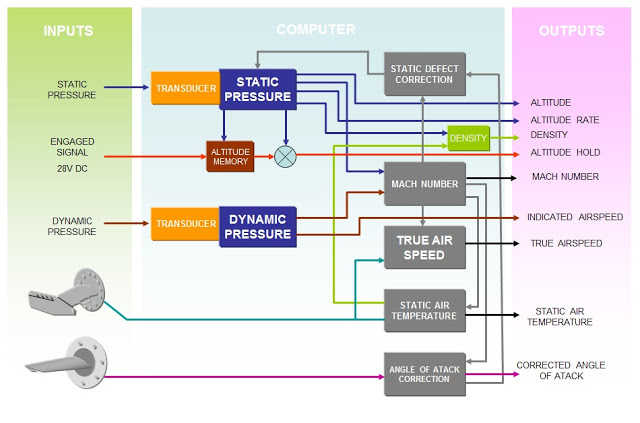 INPUTS
COMPUTER
OUTPUTS
STATIC
PRESSURE
TRANSDUCER
STATIC
PRESSURE
STATIC DEFECT
CORRECTION
ALTITUDE
ALTITUDE RATE
DENSITY
DENSITY
ENGAGED
SIGNAL
28V DC
ALTITUDE
MEMORY
ALTITUDE HOLD
MACH NUMBER
MACH NUMBER
DYNAMIC
PRESSURE
TRANSDUCER
DYNAMIC
PRESSURE
INDICATED AIRSPEED
TRUE AIR
SPEED
TRUE AIRSPEED
STATIC AIR
TEMPERATURE
STATIC AIR
TEMPERATURE
ANGLE OF ATACK
CORRECTION
CORRECTED ANGLE
OF ATACK